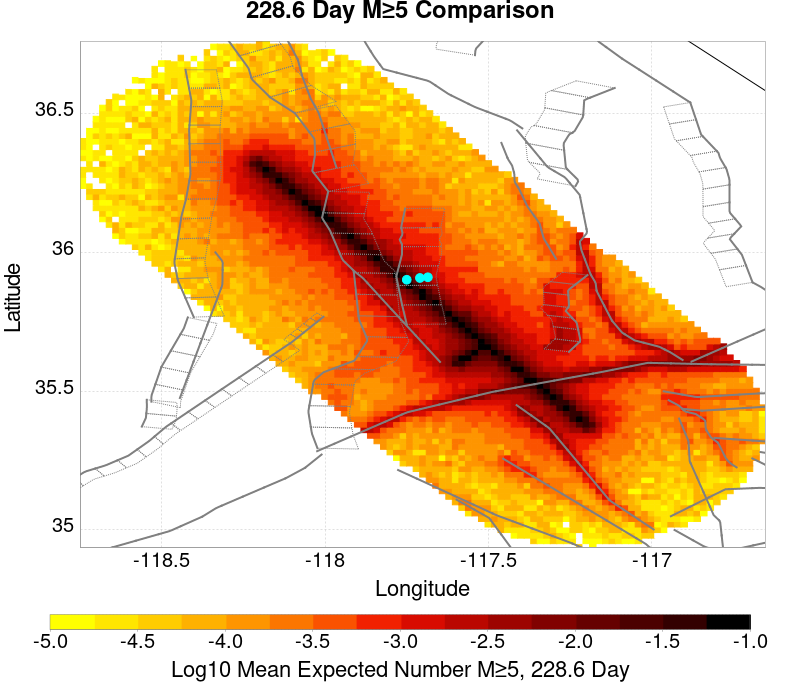 228.6 Day M≥5 Comparison
36.5
36
35.5
35
Latitude
-118.5 -118 -117.5 -117
Longitude
-5.0 -4.5 -4.0 -3.5 -3.0 -2.5 -2.0 -1.5 -1.0
Log10 Mean Expected Number M≥5, 228.6 Day